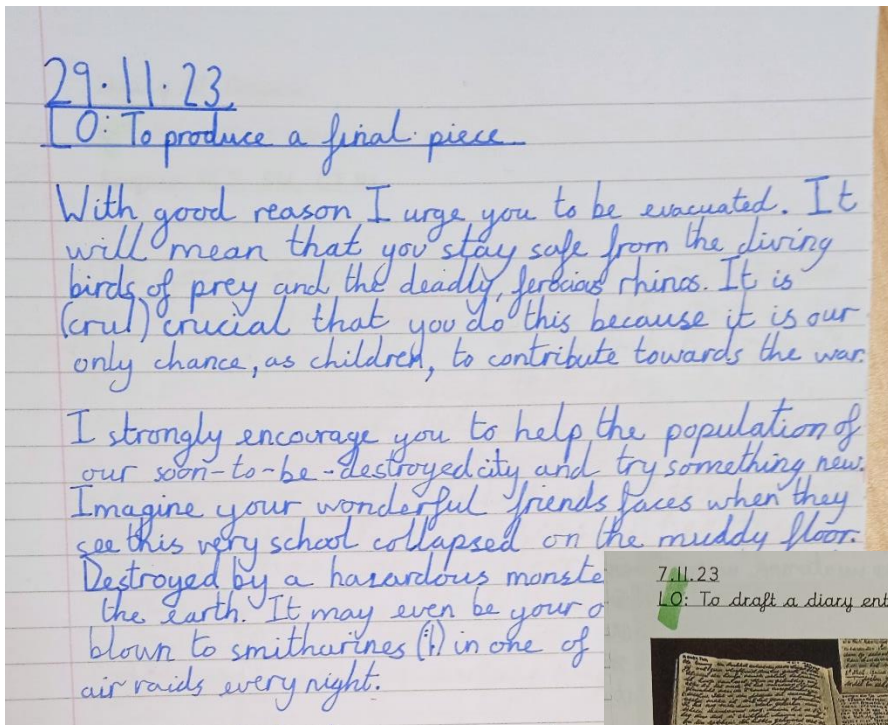 29.11.23
LO: To produce a final piece
With good reason I urge you to be evacuated. It
will mean that you stay safe from the diving
birds of prey and the deadly, ferocias rhinos. It is
(crul) crucial that you do this because it is our
only chance, as children, to contribute towards the war.
I strongly encourage you to help the population of
our soon-to-be-destroyed city and try something new.
Imagine your wonderful friends faces when they
see this very school collapsed on the muddy floor.
Destroyed by a hazardous monste
the earth. It may even be your o
blown to smitharines in one of
air raids every night.
7.11.23
LO: To draft a diary ent